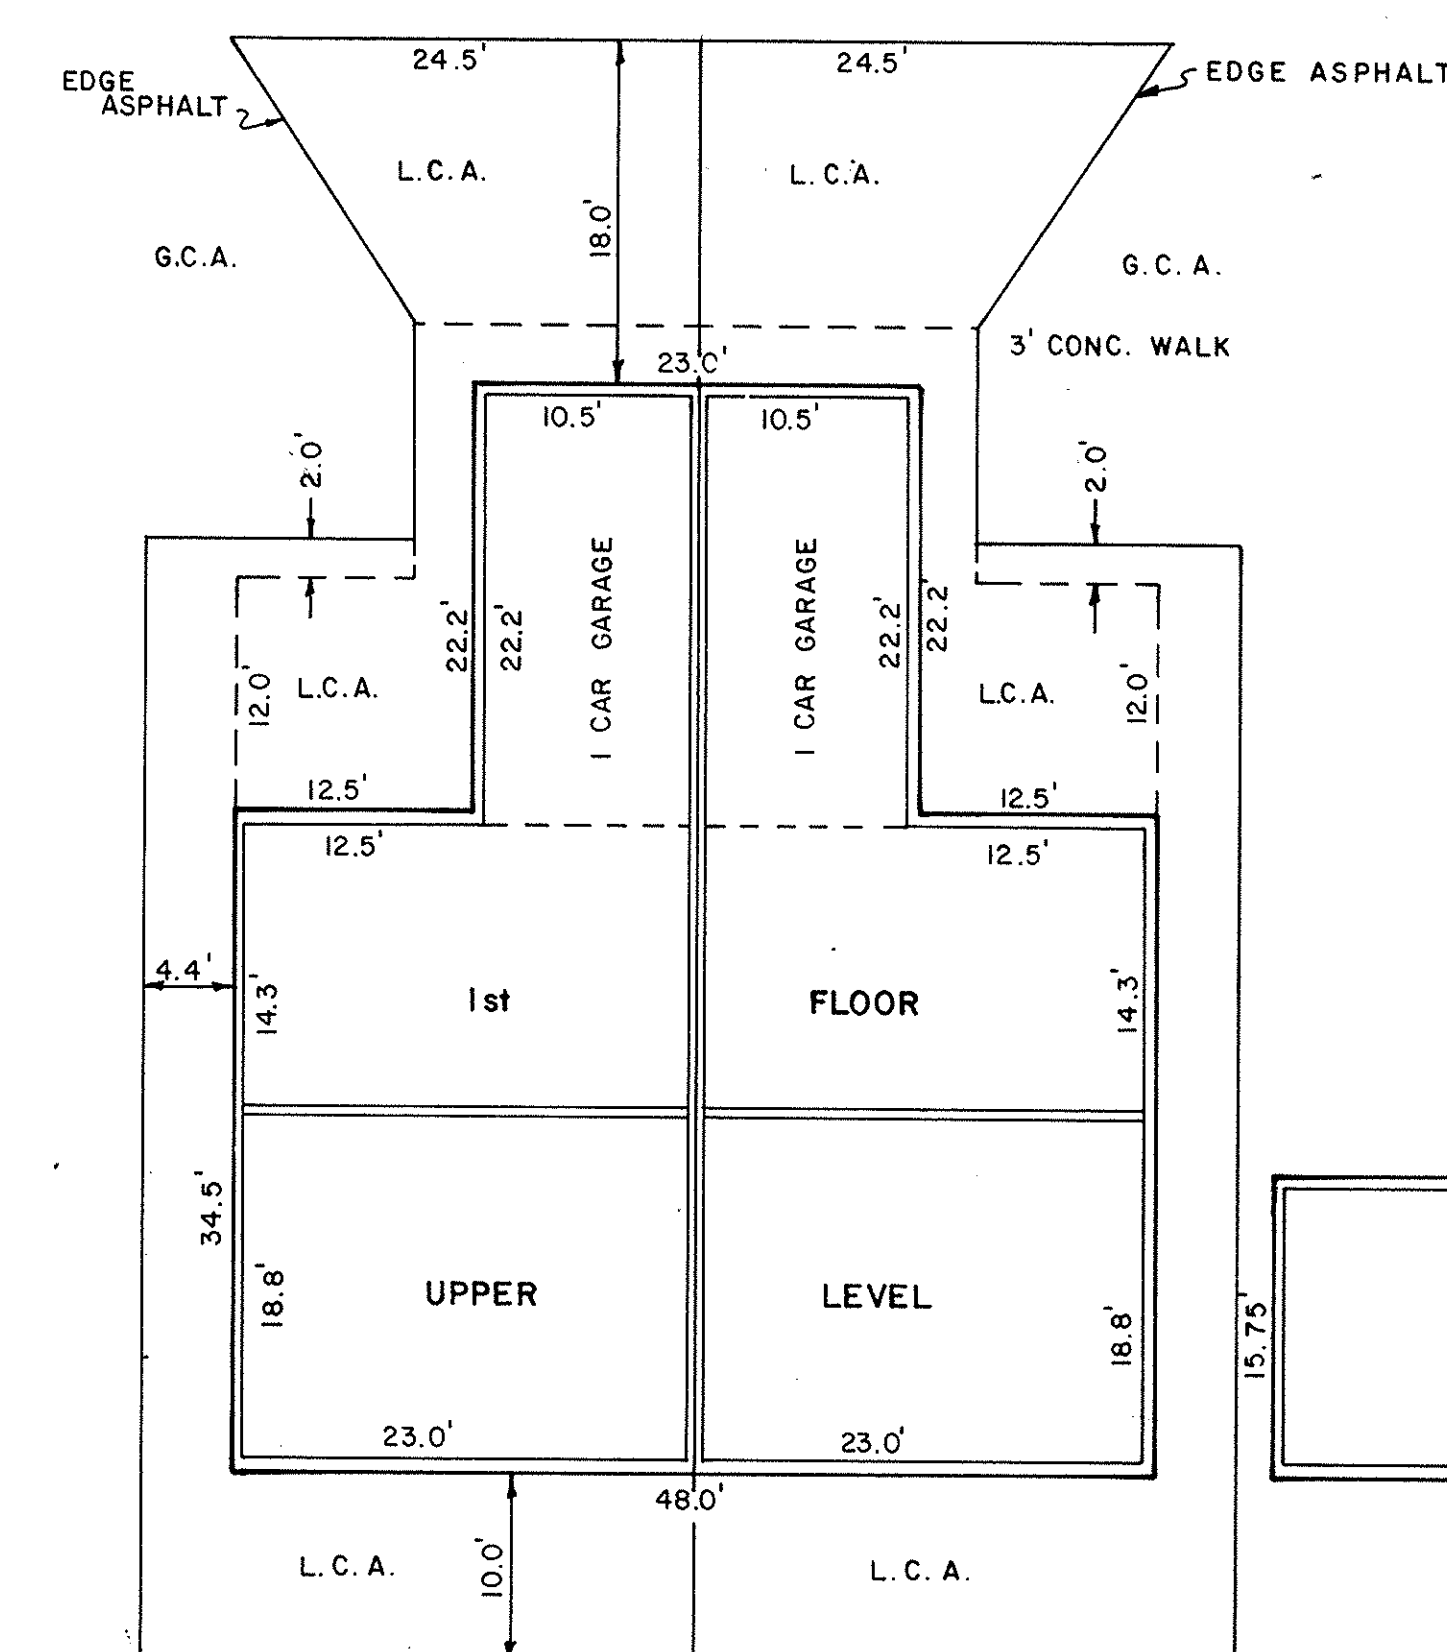 24.5' 24.5'
EDGE
ASPHALT
EDGE ASPHALT
L.C.A. L.C.A.
18.0'
G.C.A. G.C.A.
3' CONC. WALK
23.0'
10.5' 10.5'
2.0' 2.0'
1 CAR GARAGE 1 CAR GARAGE
22.2' 22.2' 22.2' 22.2'
12.0' L.C.A. L.C.A. 12.0'
12.5' 12.5'
12.5' 12.5'
4.4'
14.3' 1st FLOOR 14.3'
34.5'
18.8' UPPER LEVEL 18.8'
15.75'
23.0' 23.0'
48.0'
L.C.A. 10.0' L.C.A.